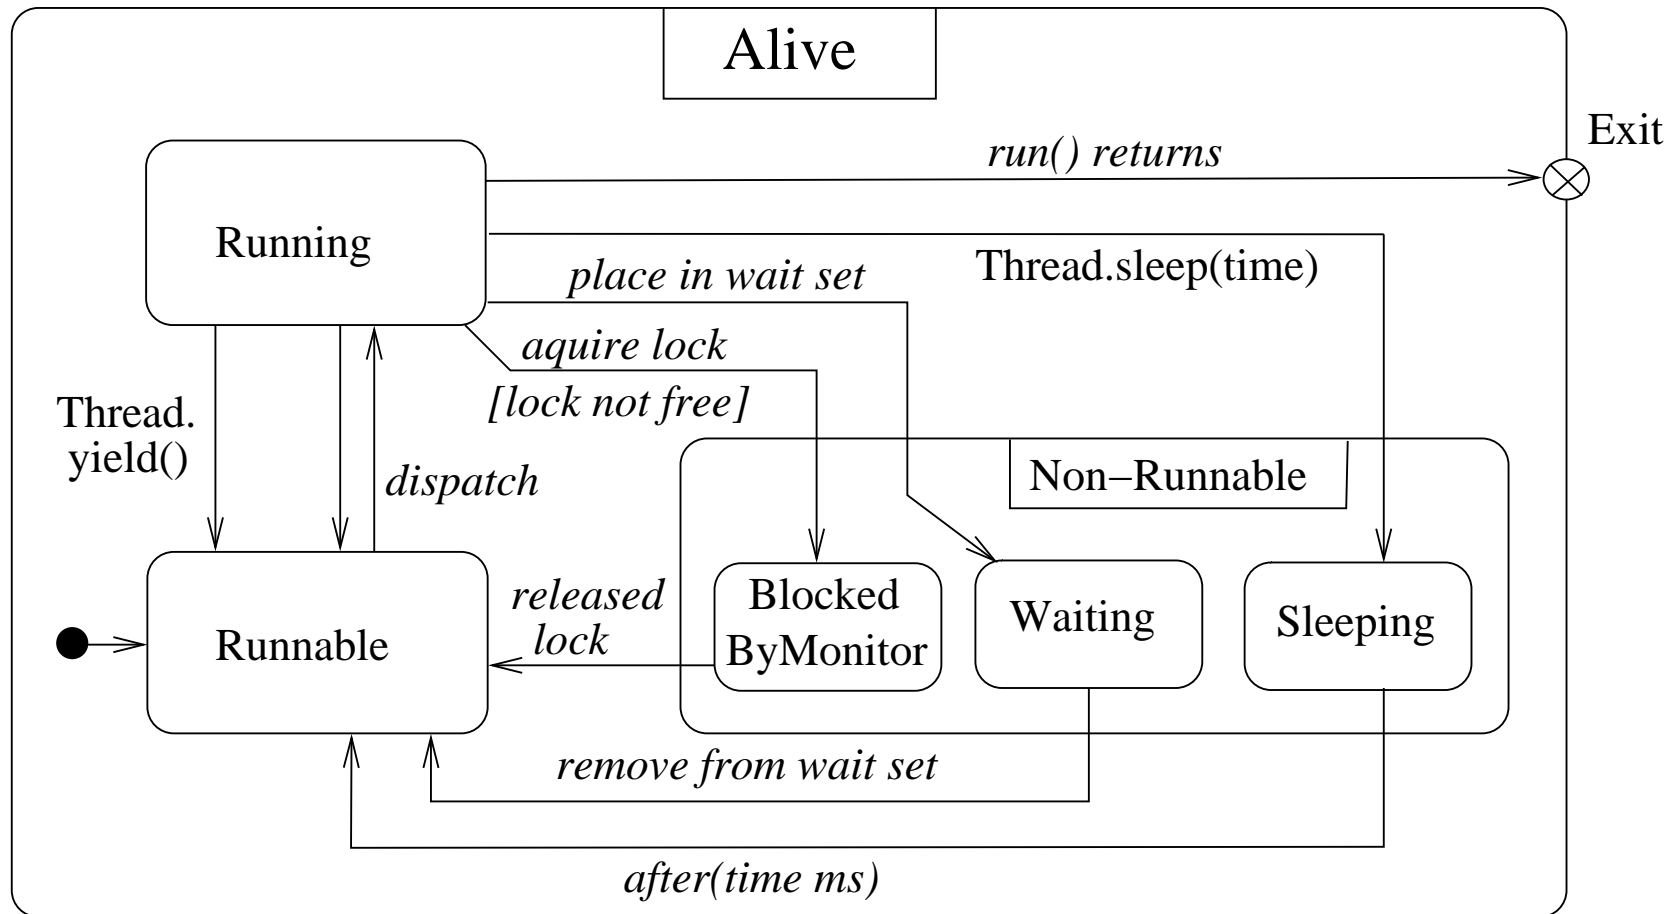 Alive
Exit
run() returns
Running
Thread.sleep(time)
place in wait set
aquire lock
[lock not free]
Thread.
yield()
dispatch
Non–Runnable
released
lock
Blocked
ByMonitor
Waiting
Sleeping
Runnable
remove from wait set
after(time ms)